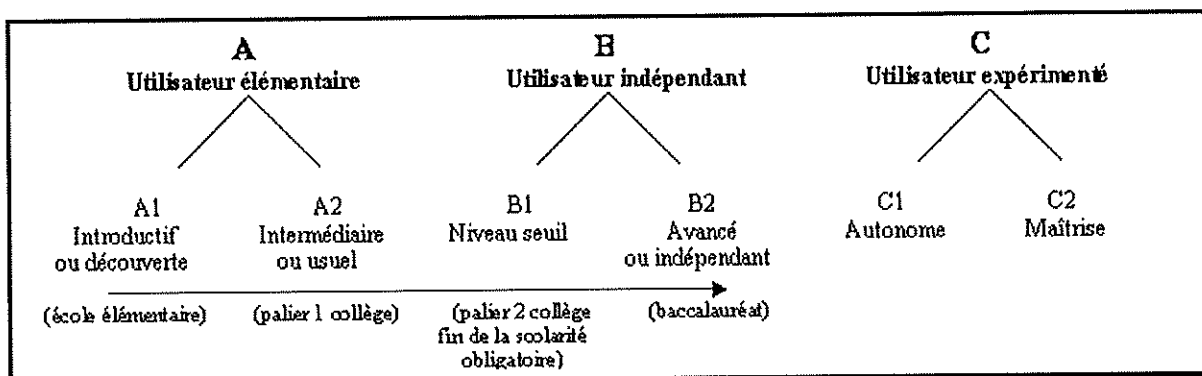 A
Utilisateur élémentaire
B
Utilisateur indépendant
C
Utilisateur expérimenté
A1
Introductif
ou découverte
A2
Intermédiaire
ou usuel
B1
Niveau seuil
B2
Avancé
ou indépendant
C1
Autonome
C2
Maîtrise
(école élémentaire)
(palier 1 collège)
(palier 2 collège
fin de la scolarité
obligatoire)
(baccalauréat)